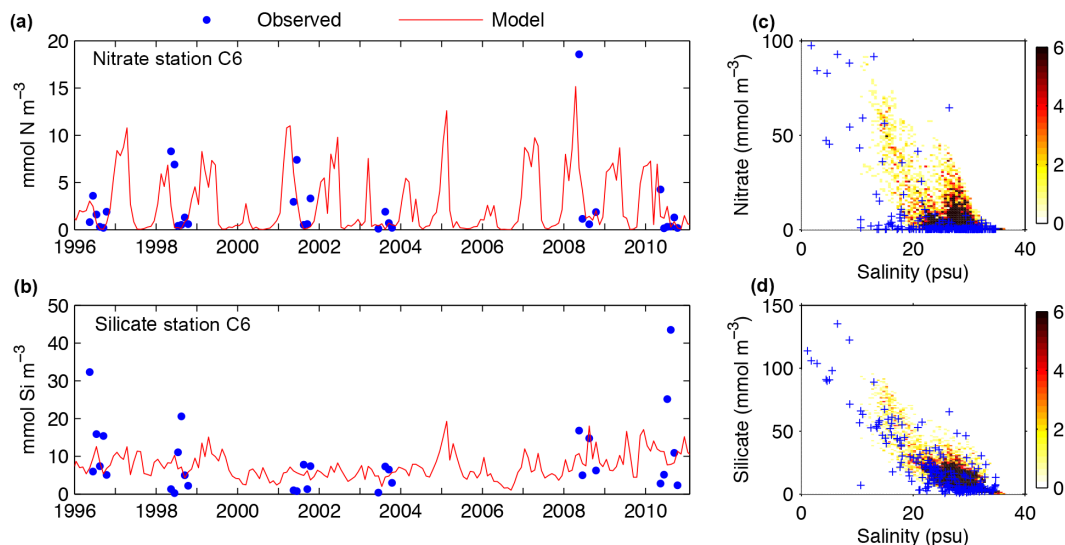 (a)
Observed
Model
20
15
10
5
0
mmol N m−3
Nitrate station C6
1996 1998 2000 2002 2004 2006 2008 2010
(b)
50
40
30
20
10
0
mmol Si m−3
Silicate station C6
1996 1998 2000 2002 2004 2006 2008 2010
(c)
100
50
0
Nitrate (mmol m−3)
0 20 40
Salinity (psu)
6
4
2
0
(d)
150
100
50
0
Silicate (mmol m−3)
0 20 40
Salinity (psu)
6
4
2
0